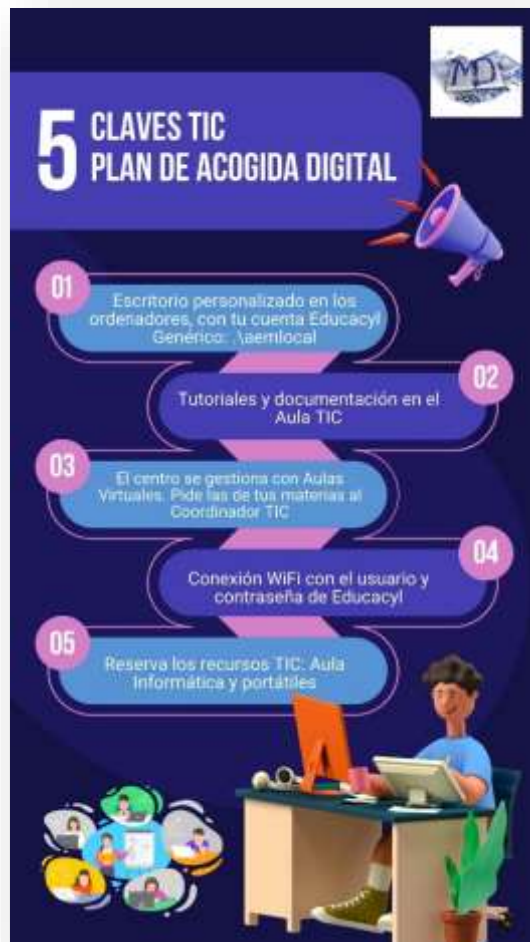 MD
5
CLAVES TIC
PLAN DE ACOGIDA DIGITAL
01
Escritorio personalizado en los
ordenadores, con tu cuenta Educacyl
Genérico: .\aemlocal
02
Tutoriales y documentación en el
Aula TIC
03
El centro se gestiona con Aulas
Virtuales. Pide las de tus materias al
Coordinador TIC
04
Conexión WiFi con el usuario y
contraseña de Educacyl
05
Reserva los recursos TIC: Aula
Informática y portátiles